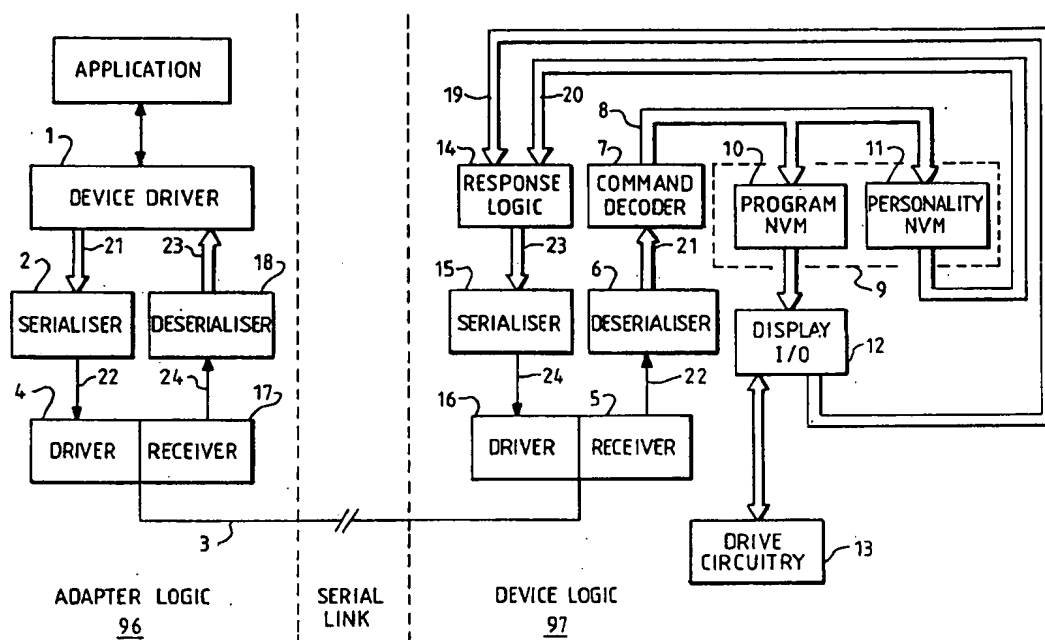 APPLICATION
1
DEVICE DRIVER
21
23
2
18
SERIALISER
DESERIALISER
22
24
4
17
DRIVER
RECEIVER
3
ADAPTER LOGIC
96
SERIAL
LINK
19
20
8
14
RESPONSE
LOGIC
7
COMMAND
DECODER
10
PROGRAM
NVM
11
PERSONALITY
NVM
9
23
21
15
SERIALISER
6
DESERIALISER
DISPLAY
I/O
12
24
22
16
5
DRIVER
RECEIVER
DRIVE
CIRCUITRY
13
DEVICE LOGIC
97